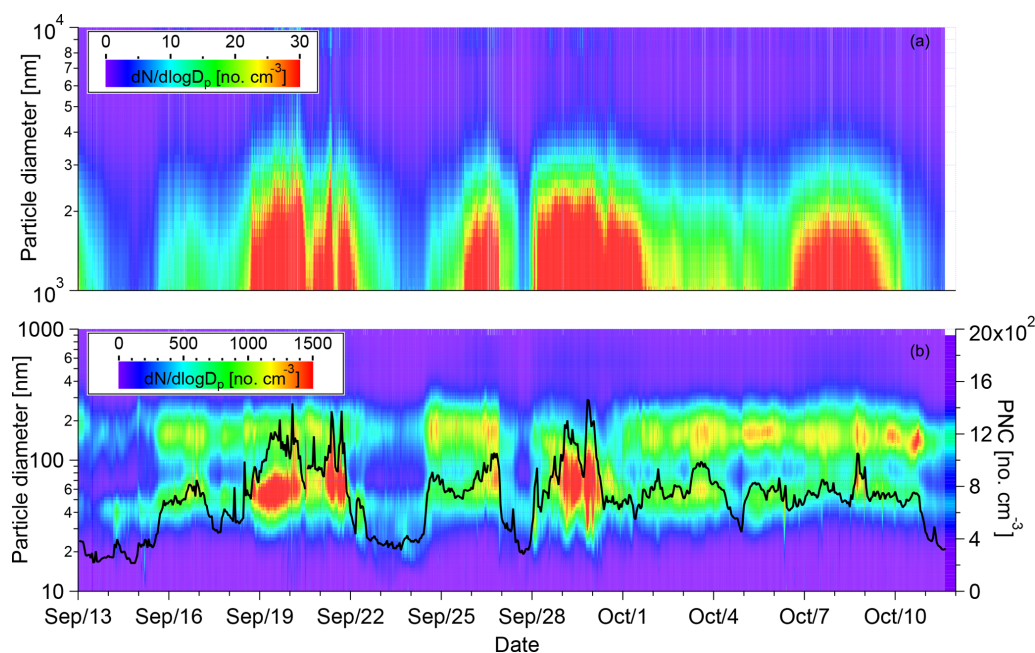 10⁴
8
7
6
5
4
3
2
10³
Particle diameter [nm]
0 10 20 30
dN/dlogDₚ [no. cm⁻³]
(a)
1000
6
4
2
100
6
4
2
10
Particle diameter [nm]
0 500 1000 1500
dN/dlogDₚ [no. cm⁻³]
(b)
20x10²
16
12
8
4
0
PNC [no. cm⁻³]
Sep/13 Sep/16 Sep/19 Sep/22 Sep/25 Sep/28 Oct/1 Oct/4 Oct/7 Oct/10
Date